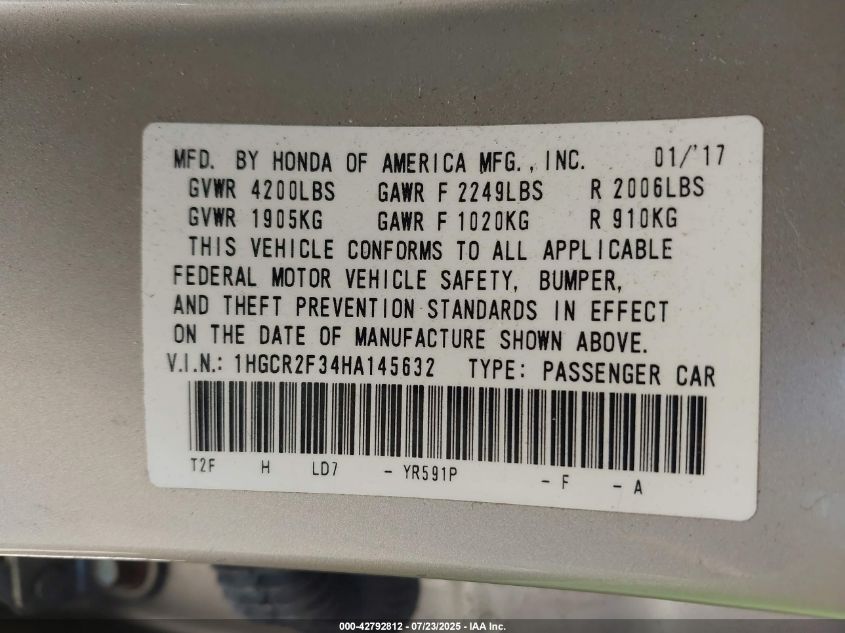 MFD. BY HONDA OF AMERICA MFG., INC. 01/'17
GVWR 4200LBS GAWR F 2249LBS R 2006LBS
GVWR 1905KG GAWR F 1020KG R 910KG
THIS VEHICLE CONFORMS TO ALL APPLICABLE
FEDERAL MOTOR VEHICLE SAFETY, BUMPER,
AND THEFT PREVENTION STANDARDS IN EFFECT
ON THE DATE OF MANUFACTURE SHOWN ABOVE.
V.I.N.: 1HGCR2F34HA145632 TYPE: PASSENGER CAR
T2F H LD7 - YR591P - F - A
000-42792812 - 07/23/2025 - IAA Inc.